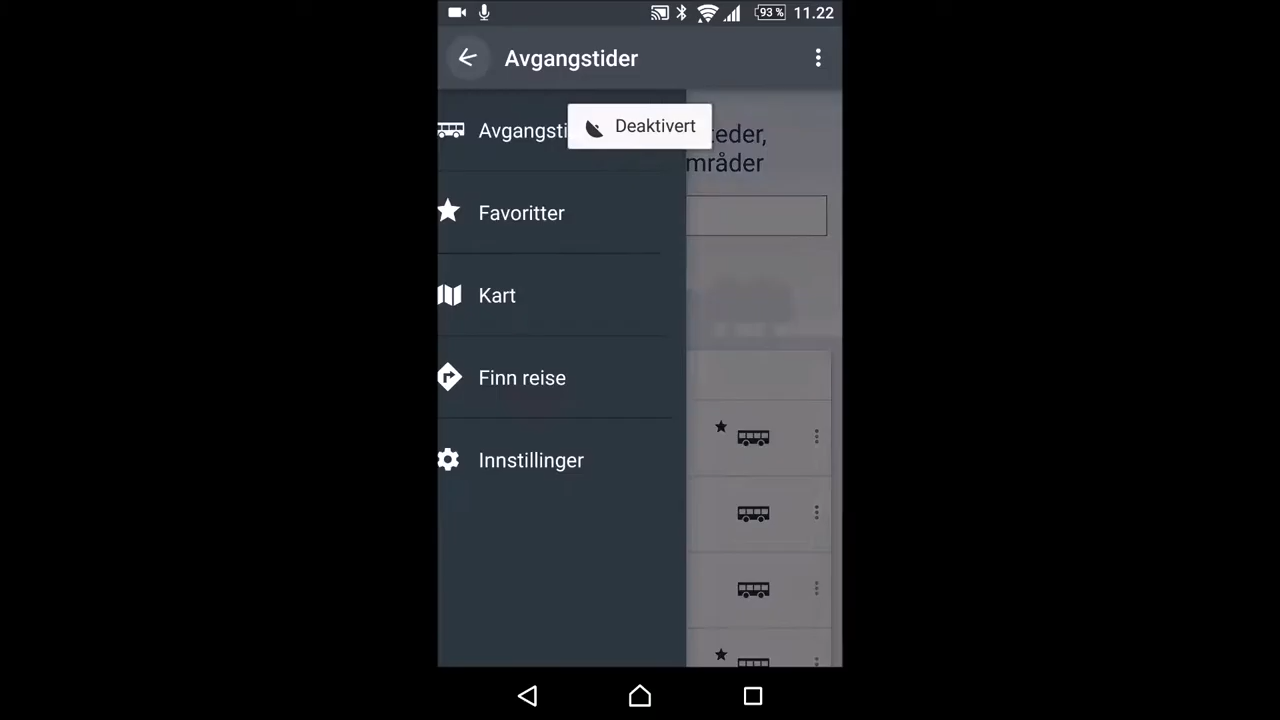 93 %
11.22
Avgangstider
Avgangsti
Deaktivert
eder,
mråder
Favoritter
Kart
Finn reise
Innstillinger